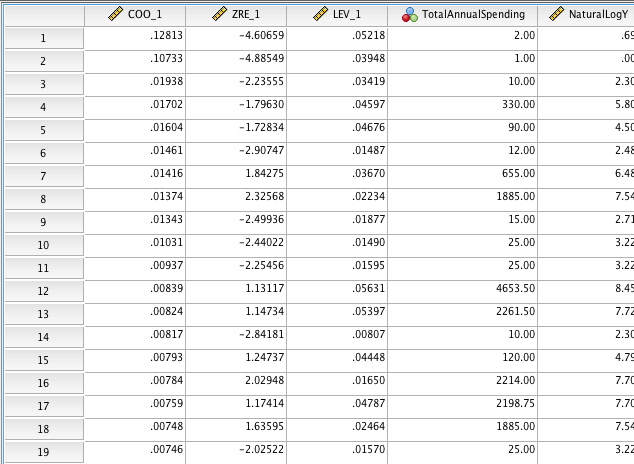 COO_1 ZRE_1 LEV_1 TotalAnnualSpending NaturalLogY
1 .12813 -4.60659 .05218 2.00 .69
2 .10733 -4.88549 .03948 1.00 .00
3 .01938 -2.23555 .03419 10.00 2.30
4 .01702 -1.79630 .04597 330.00 5.80
5 .01604 -1.72834 .04676 90.00 4.50
6 .01461 -2.90747 .01487 12.00 2.48
7 .01416 1.84275 .03670 655.00 6.48
8 .01374 2.32568 .02234 1885.00 7.54
9 .01343 -2.49936 .01877 15.00 2.71
10 .01031 -2.44022 .01490 25.00 3.22
11 .00937 -2.25456 .01595 25.00 3.22
12 .00839 1.13117 .05631 4653.50 8.45
13 .00824 1.14734 .05397 2261.50 7.72
14 .00817 -2.84181 .00807 10.00 2.30
15 .00793 1.24737 .04448 120.00 4.79
16 .00784 2.02948 .01650 2214.00 7.70
17 .00759 1.17414 .04787 2198.75 7.70
18 .00748 1.63595 .02464 1885.00 7.54
19 .00746 -2.02522 .01570 25.00 3.22